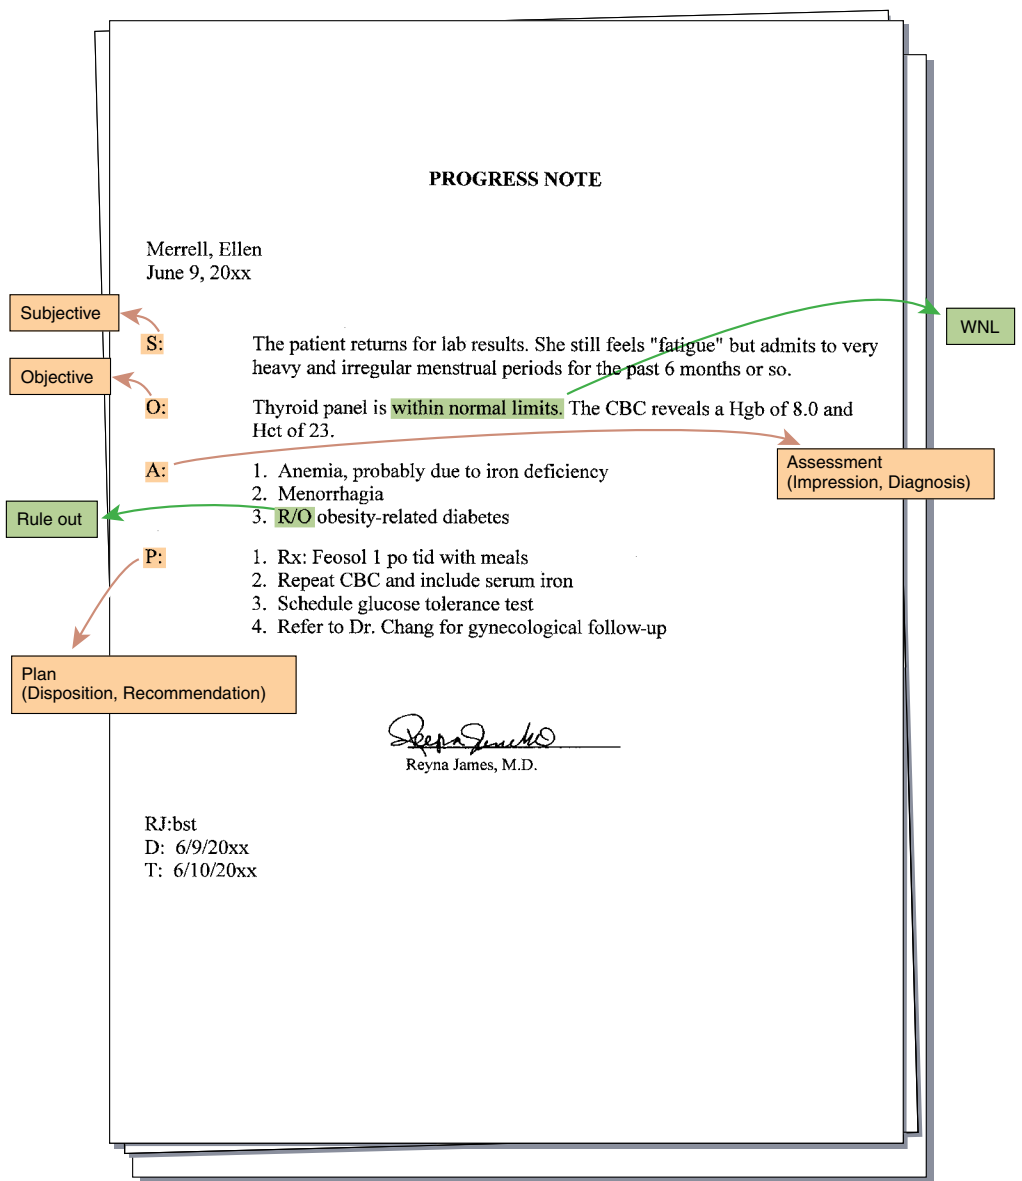 PROGRESS NOTE
Merrell, Ellen
June 9, 20xx
Subjective
WNL
S:
The patient returns for lab results. She still feels "fatigue" but admits to very
heavy and irregular menstrual periods for the past 6 months or so.
Objective
O:
Thyroid panel is within normal limits. The CBC reveals a Hgb of 8.0 and
Hct of 23.
A:
1. Anemia, probably due to iron deficiency
2. Menorrhagia
3. R/O obesity-related diabetes
Assessment
(Impression, Diagnosis)
Rule out
P:
1. Rx: Feosol 1 po tid with meals
2. Repeat CBC and include serum iron
3. Schedule glucose tolerance test
4. Refer to Dr. Chang for gynecological follow-up
Plan
(Disposition, Recommendation)
Reyna James, M.D.
RJ:bst
D: 6/9/20xx
T: 6/10/20xx